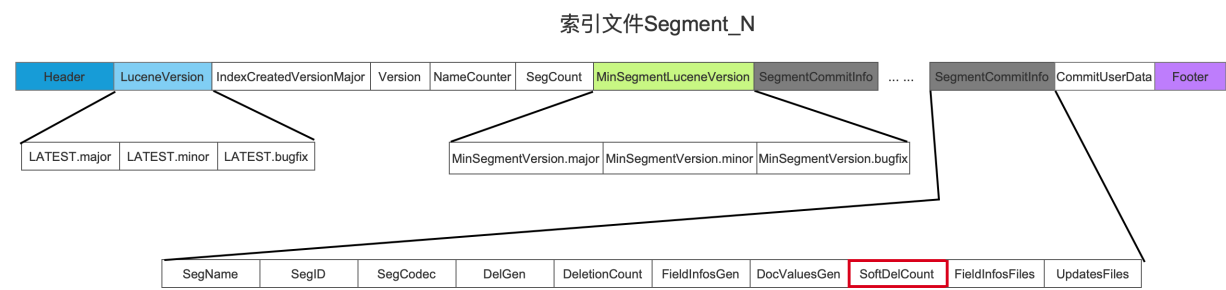 索引文件Segment_N
Header LuceneVersion IndexCreatedVersionMajor Version NameCounter SegCount MinSegmentLuceneVersion SegmentCommitInfo ... ... SegmentCommitInfo CommitUserData Footer
LATEST.major LATEST.minor LATEST.bugfix MinSegmentVersion.major MinSegmentVersion.minor MinSegmentVersion.bugfix
SegName SegID SegCodec DelGen DeletionCount FieldInfosGen DocValuesGen SoftDelCount FieldInfosFiles UpdatesFiles